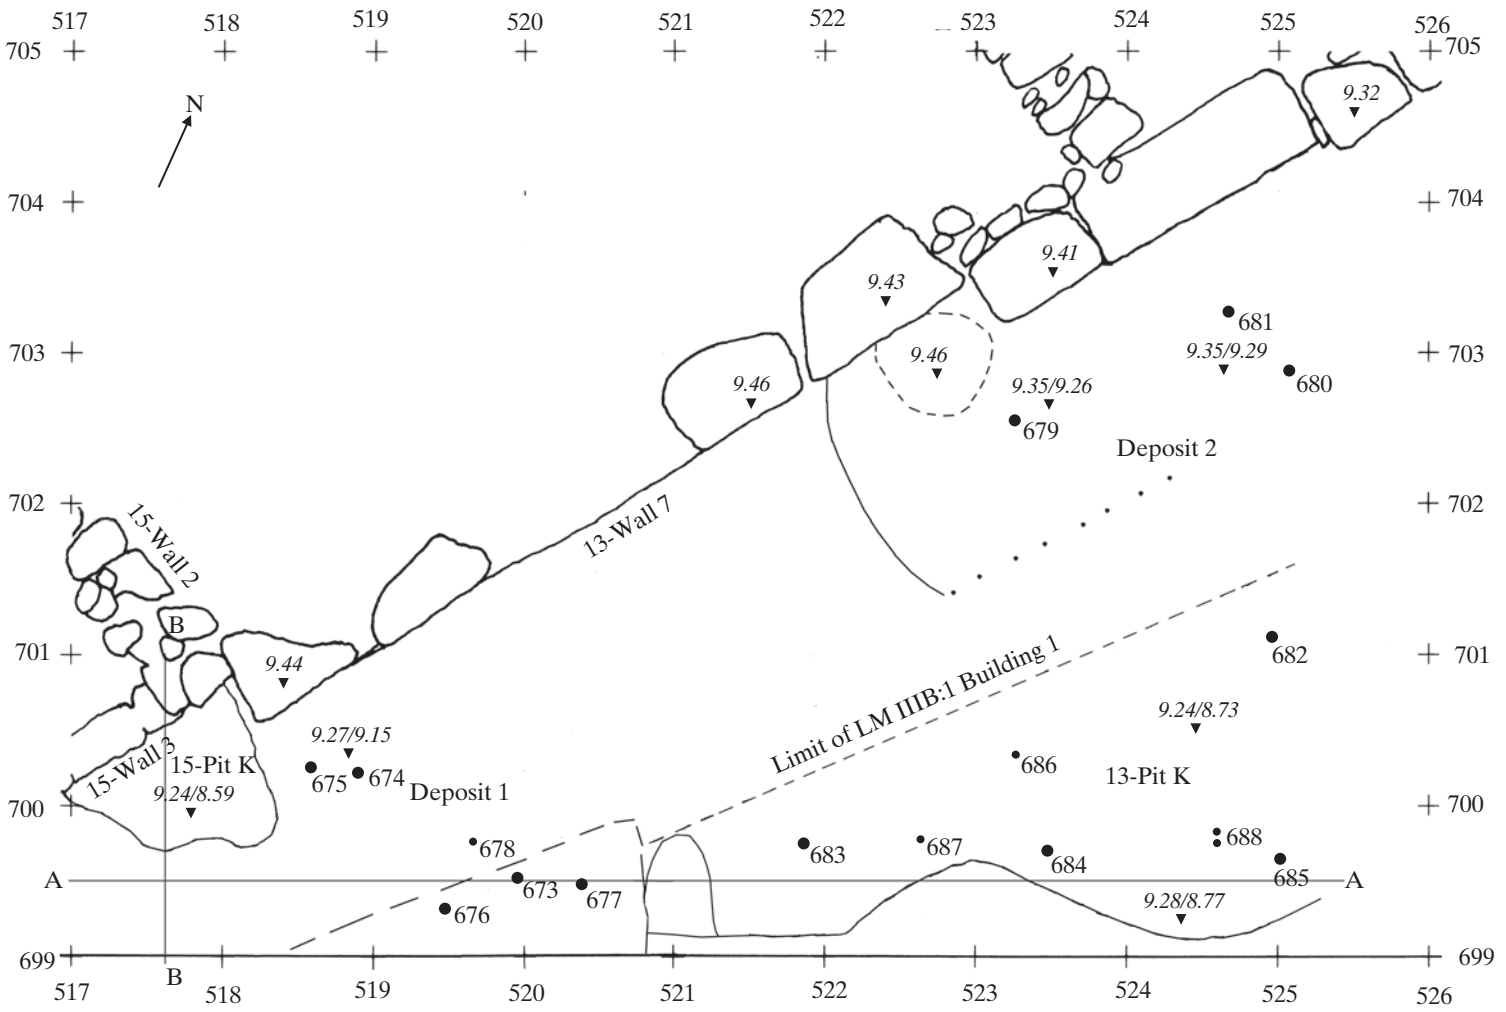 517 518 519 520 521 522 523 524 525 526
705 705
N
9.32
704 704
9.41
9.43
681
703 9.46 9.35/9.29 703
9.46 9.35/9.26 680
679
Deposit 2
702 15-Wall 2 13-Wall 7 702
B
701 9.44 Limit of LM IIIB:1 Building 1 682 701
9.27/9.15 9.24/8.73
15-Wall 3 15-Pit K 675 674 686 13-Pit K
9.24/8.59 Deposit 1
700 700
678 683 687 684 688
A 673 677 685 A
676 9.28/8.77
699 699
B
517 518 519 520 521 522 523 524 525 526